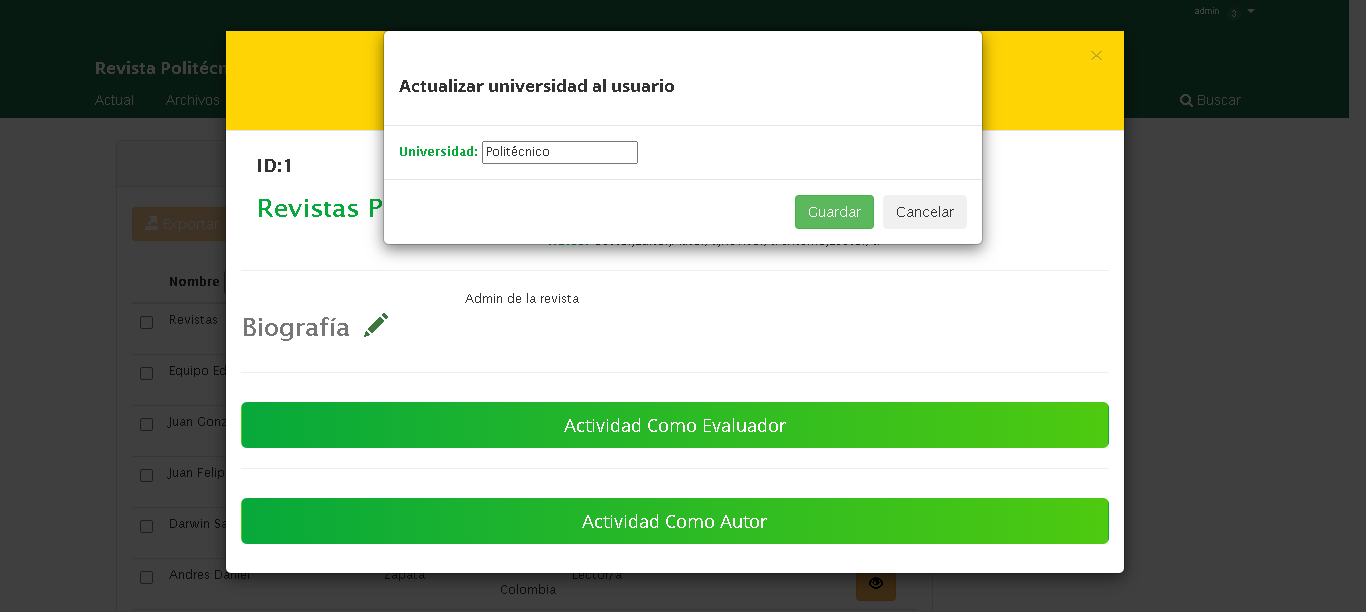 admin 3
Revista Politécn
Actual Archivos
Buscar
Actualizar universidad al usuario
Universidad: Politécnico
Guardar Cancelar
ID:1
Revistas P
Admin de la revista
Biografía
Actividad Como Evaluador
Actividad Como Autor
Exportar
Nombre
Revistas
Equipo Ed
Juan Gonz
Juan Felip
Darwin Sa
Andres Daniel Zapata Lector/a
Colombia